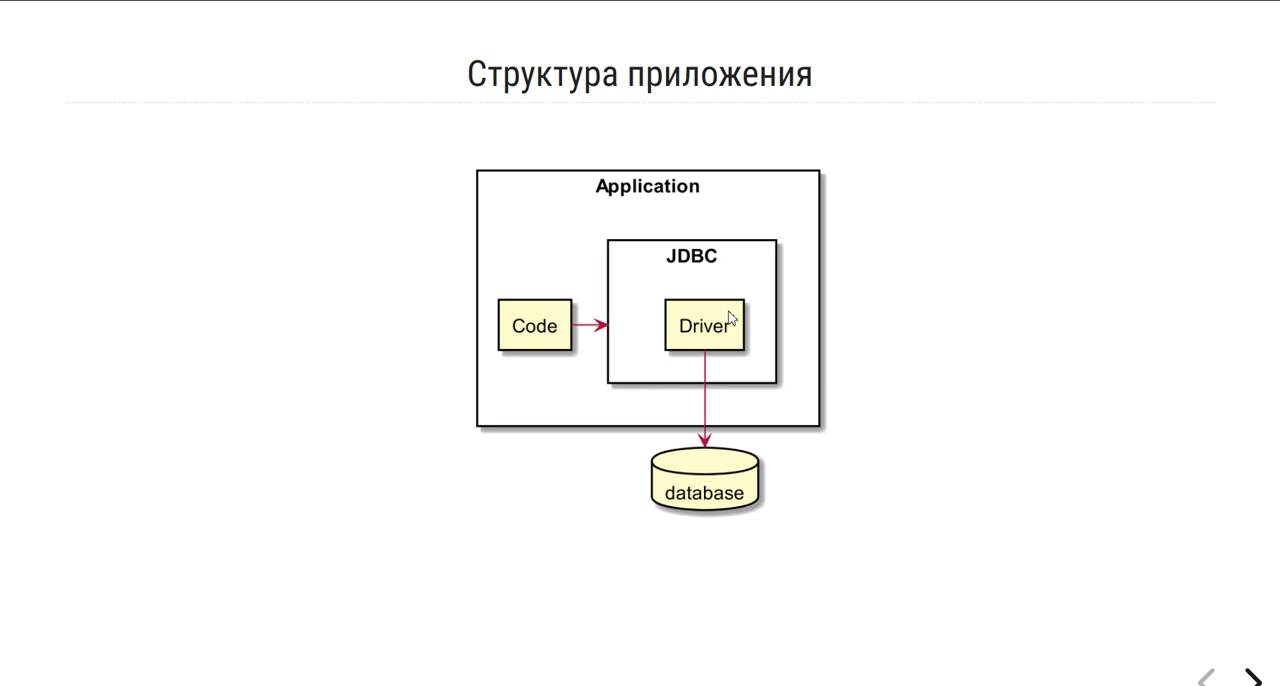 Структура приложения
Application
JDBC
Code
Driver
database